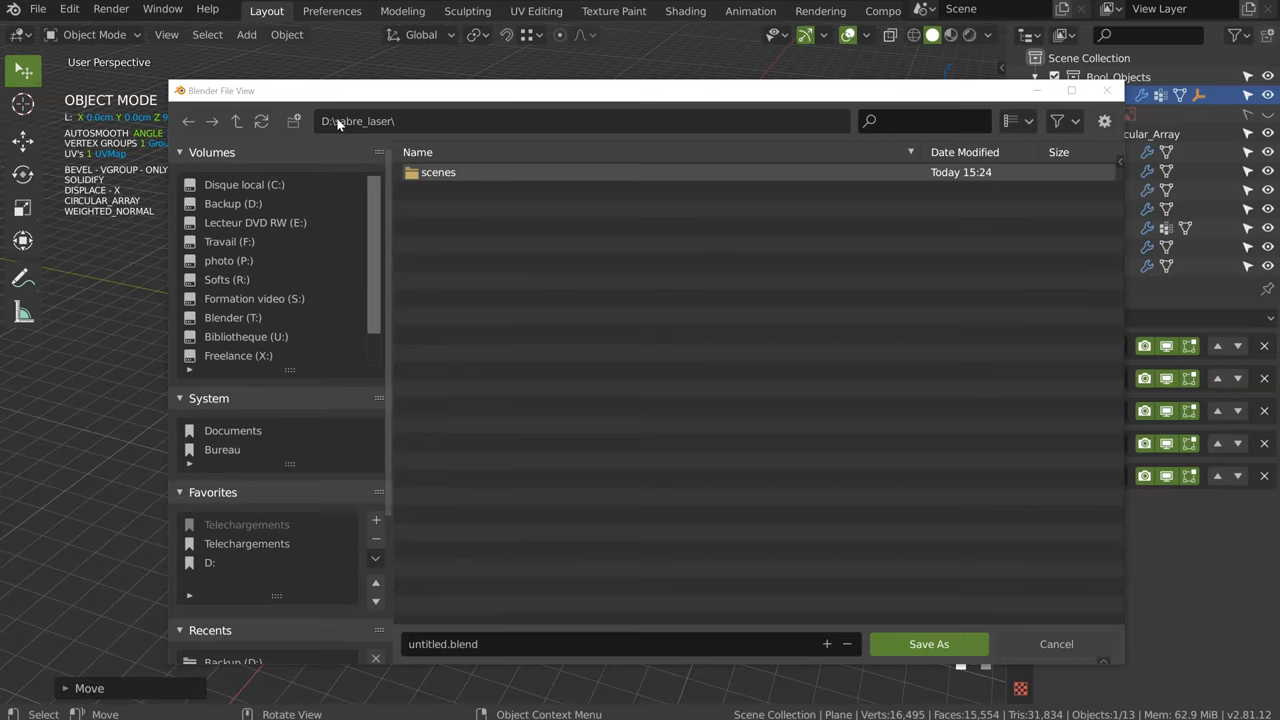 File Edit Render Window Help Layout Preferences Modeling Sculpting UV Editing Texture Paint Shading Animation Rendering Compo Scene View Layer
Object Mode View Select Add Object Global
User Perspective
Scene Collection
OBJECT MODE
Bool_Objects
Blender File View
L: X 0.0cm Y 0.0cm Z
AUTOSMOOTH ANGLE
VERTEX GROUPS 1
UV's 1 UVMap
BEVEL - VGROUP - ONLY
SOLIDIFY
DISPLACE - X
CIRCULAR_ARRAY
WEIGHTED_NORMAL
D:\sabre_laser\
Volumes
Name Date Modified Size
scenes Today 15:24
Disque local (C:)
Backup (D:)
Lecteur DVD RW (E:)
Travail (F:)
photo (P:)
Softs (R:)
Formation video (S:)
Blender (T:)
Bibliotheque (U:)
Freelance (X:)
System
Documents
Bureau
Favorites
Telechargements
Telechargements
D:
Recents
Backup (D:)
untitled.blend
Save As
Cancel
cular_Array
Move
Select Move Rotate View Object Context Menu
Scene Collection | Plane | Verts:16,495 | Faces:15,554 | Tris:31,834 | Objects:1/13 | Mem: 62.9 MiB | v2.81.12